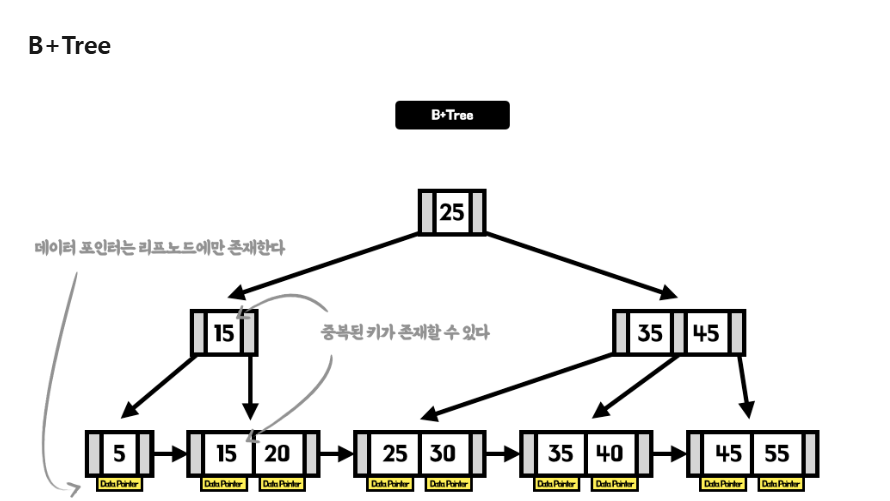 B+Tree
B+Tree
25
데이터 포인터는 리프노드에만 존재한다
15
중복된 키가 존재할 수 있다
35 45
5
15 20
25 30
35 40
45 55
Data Pointer
Data Pointer
Data Pointer
Data Pointer
Data Pointer
Data Pointer
Data Pointer
Data Pointer
Data Pointer